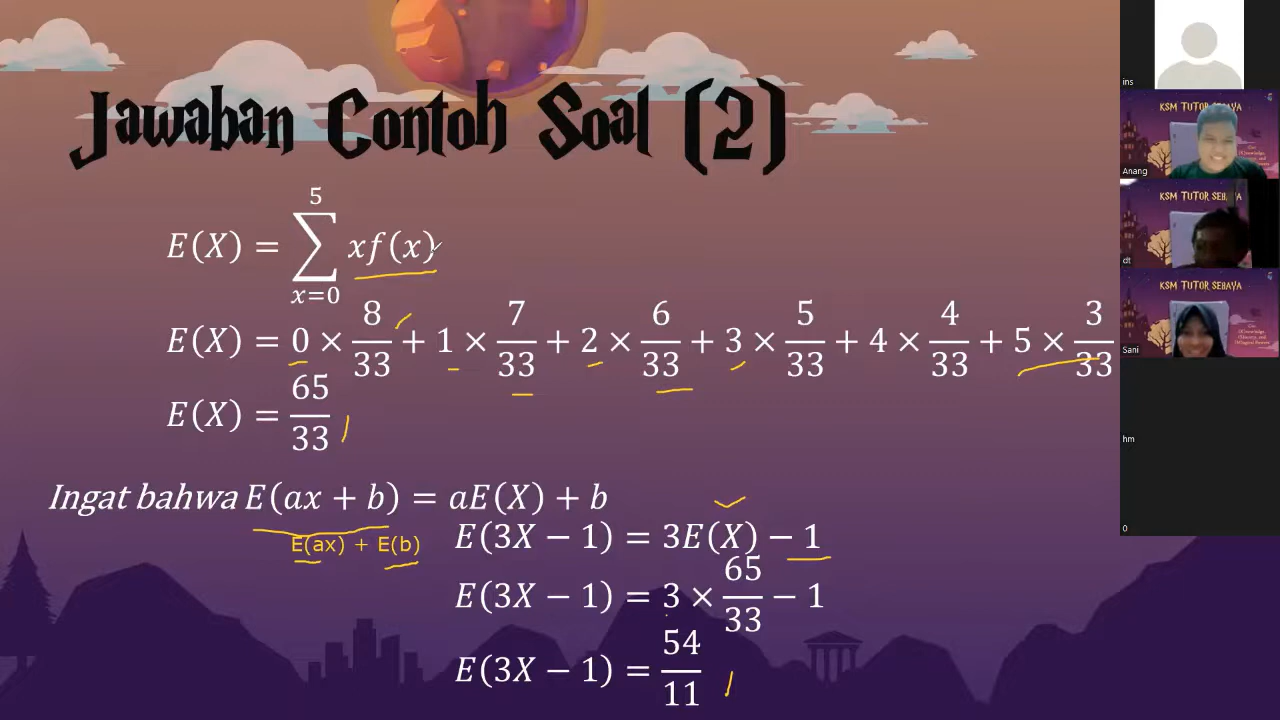 Jawaban Contoh Soal (2)
E(X) = ∑_{x=0}^{5} xf(x)
E(X) = 0 × 8/33 + 1 × 7/33 + 2 × 6/33 + 3 × 5/33 + 4 × 4/33 + 5 × 3/33
E(X) = 65/33
Ingat bahwa E(ax + b) = aE(X) + b
E(ax) + E(b)
E(3X − 1) = 3E(X) − 1
E(3X − 1) = 3 × 65/33 − 1
E(3X − 1) = 54/11
ins
KSM TUTOR SEBAYA
Anang
KSM TUTOR SEBAYA
dt
KSM TUTOR SEBAYA
Sani
hm
0